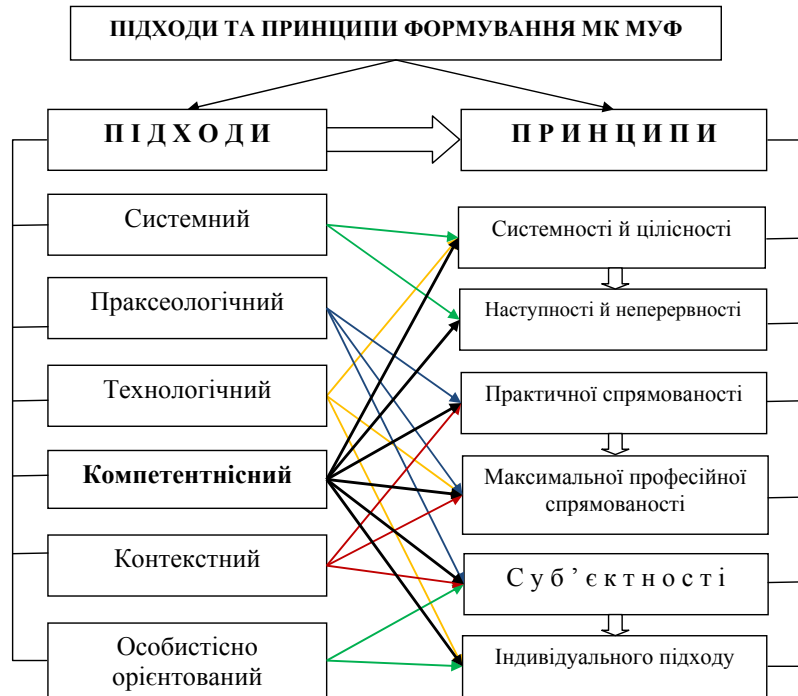 ПІДХОДИ ТА ПРИНЦИПИ ФОРМУВАННЯ МК МУФ
П І Д Х О Д И
П Р И Н Ц И П И
Системний
Праксеологічний
Технологічний
Компетентнісний
Контекстний
Особистісно
орієнтований
Системності й цілісності
Наступності й неперервності
Практичної спрямованості
Максимальної професійної
спрямованості
С у б ’ є к т н о с т і
Індивідуального підходу